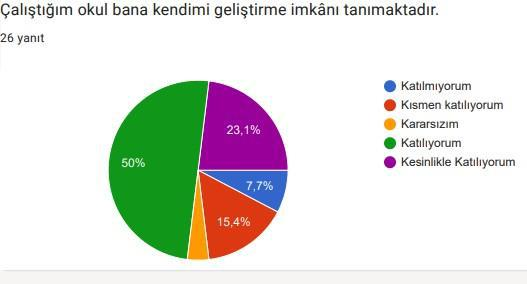 Çalıştığım okul bana kendimi geliştirme imkânı tanımaktadır.
26 yanıt
Katılmıyorum
Kısmen katılıyorum
Kararsızım
Katılıyorum
Kesinlikle Katılıyorum
23,1%
50%
7,7%
15,4%